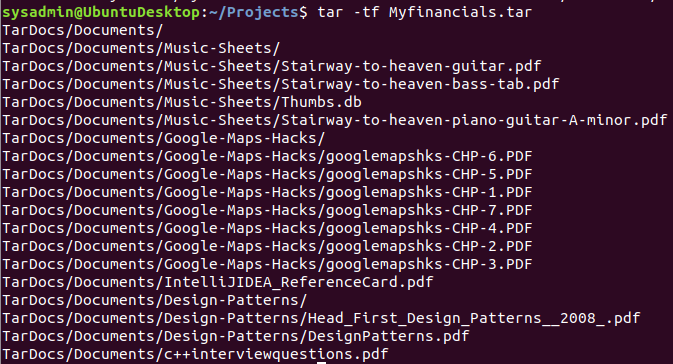 sysadmin@UbuntuDesktop:~/Projects$ tar -tf Myfinancials.tar
TarDocs/Documents/
TarDocs/Documents/Music-Sheets/
TarDocs/Documents/Music-Sheets/Stairway-to-heaven-guitar.pdf
TarDocs/Documents/Music-Sheets/Stairway-to-heaven-bass-tab.pdf
TarDocs/Documents/Music-Sheets/Thumbs.db
TarDocs/Documents/Music-Sheets/Stairway-to-heaven-piano-guitar-A-minor.pdf
TarDocs/Documents/Google-Maps-Hacks/
TarDocs/Documents/Google-Maps-Hacks/googlemapshks-CHP-6.PDF
TarDocs/Documents/Google-Maps-Hacks/googlemapshks-CHP-5.PDF
TarDocs/Documents/Google-Maps-Hacks/googlemapshks-CHP-1.PDF
TarDocs/Documents/Google-Maps-Hacks/googlemapshks-CHP-7.PDF
TarDocs/Documents/Google-Maps-Hacks/googlemapshks-CHP-4.PDF
TarDocs/Documents/Google-Maps-Hacks/googlemapshks-CHP-2.PDF
TarDocs/Documents/Google-Maps-Hacks/googlemapshks-CHP-3.PDF
TarDocs/Documents/IntelliJIDEA_ReferenceCard.pdf
TarDocs/Documents/Design-Patterns/
TarDocs/Documents/Design-Patterns/Head_First_Design_Patterns__2008_.pdf
TarDocs/Documents/Design-Patterns/DesignPatterns.pdf
TarDocs/Documents/c++interviewquestions.pdf